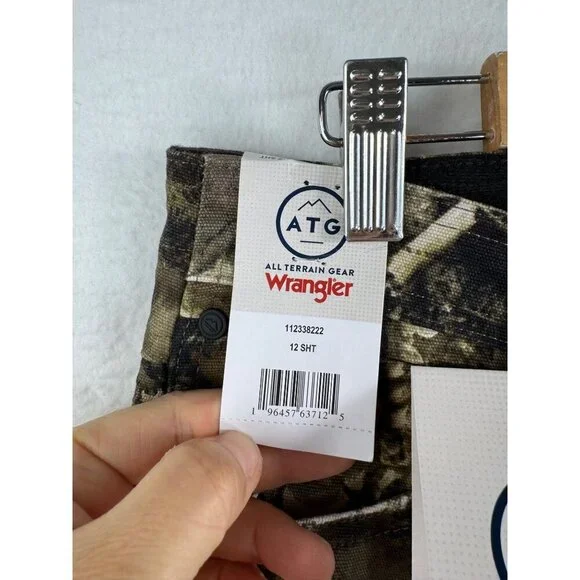 ATG
ALL TERRAIN GEAR
Wrangler
112338222
12 SHT
1 96457 63712 5